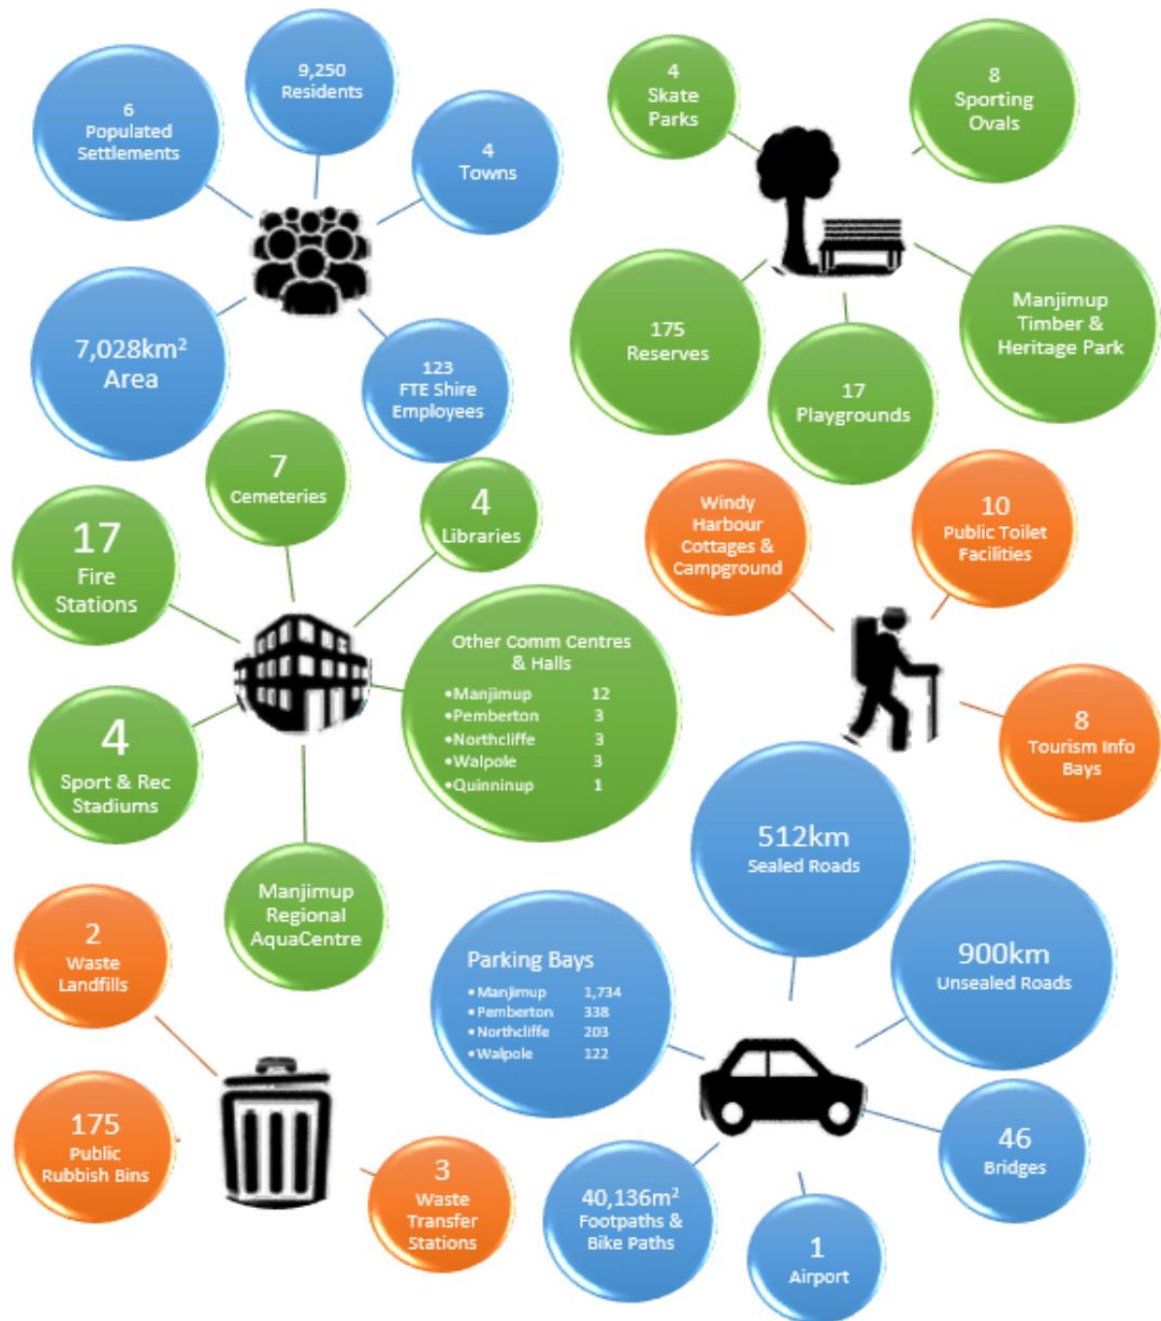 6
Populated
Settlements
9,250
Residents
4
Towns
7,028km²
Area
123
FTE Shire
Employees
4
Skate
Parks
8
Sporting
Ovals
175
Reserves
17
Playgrounds
Manjimup
Timber &
Heritage Park
7
Cemeteries
4
Libraries
17
Fire
Stations
Other Comm Centres
& Halls
•Manjimup 12
•Pemberton 3
•Northcliffe 3
•Walpole 3
•Quinninup 1
4
Sport & Rec
Stadiums
Manjimup
Regional
AquaCentre
Windy
Harbour
Cottages &
Campground
10
Public Toilet
Facilities
8
Tourism Info
Bays
2
Waste
Landfills
175
Public
Rubbish Bins
3
Waste
Transfer
Stations
512km
Sealed Roads
900km
Unsealed Roads
Parking Bays
•Manjimup 1,734
•Pemberton 338
•Northcliffe 203
•Walpole 122
46
Bridges
40,136m²
Footpaths &
Bike Paths
1
Airport